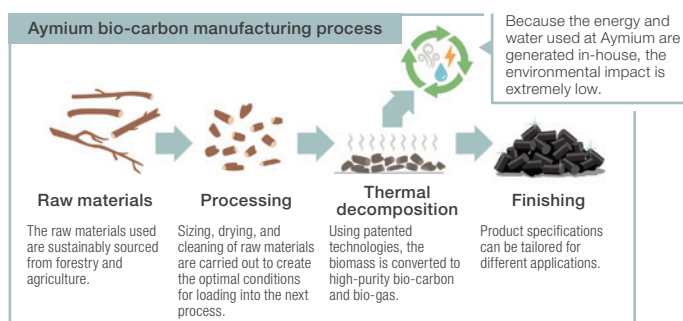 Aymium bio-carbon manufacturing process
Because the energy and
water used at Aymium are
generated in-house, the
environmental impact is
extremely low.
Raw materials
The raw materials used
are sustainably sourced
from forestry and
agriculture.
Processing
Sizing, drying, and
cleaning of raw materials
are carried out to create
the optimal conditions
for loading into the next
process.
Thermal
decomposition
Using patented
technologies, the
biomass is converted to
high-purity bio-carbon
and bio-gas.
Finishing
Product specifications
can be tailored for
different applications.